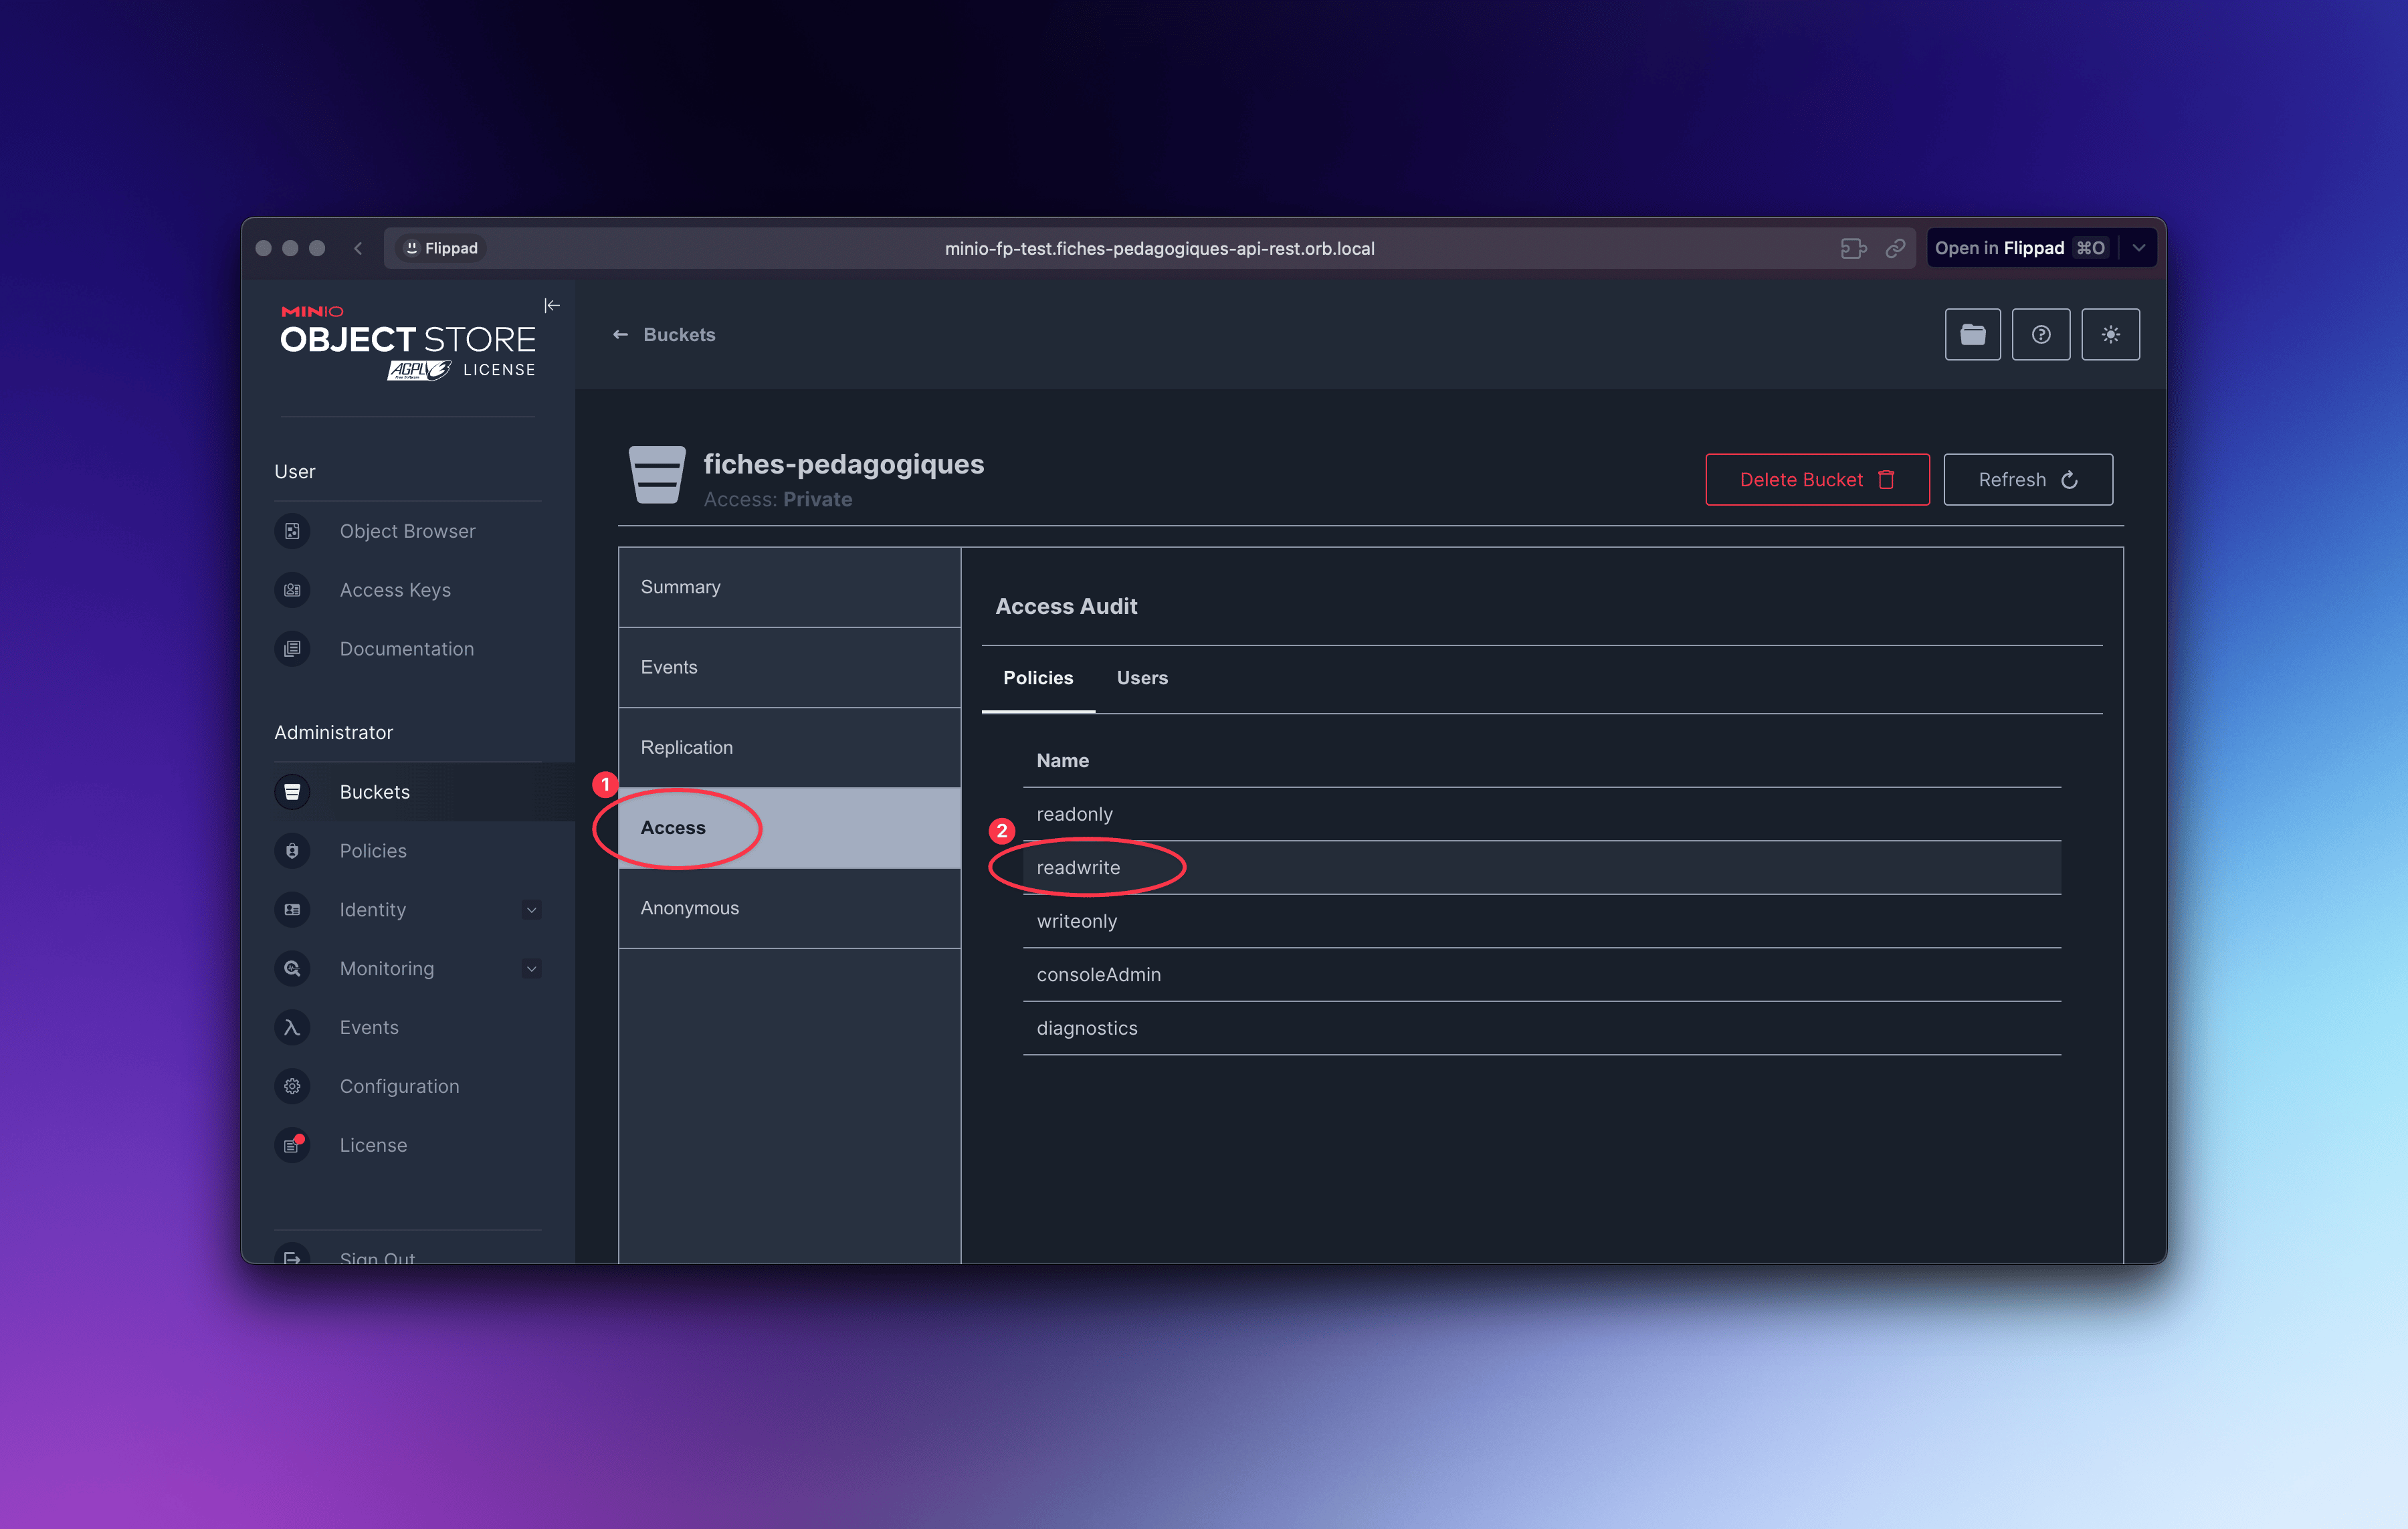 Flippad
minio-fp-test.fiches-pedagogiques-api-rest.orb.local
Open in Flippad ⌘O
MINIO
OBJECT STORE
AGPL LICENSE
← Buckets
User
Object Browser
Access Keys
Documentation
Administrator
Buckets
Policies
Identity
Monitoring
Events
Configuration
License
Sign Out
fiches-pedagogiques
Access: Private
Delete Bucket
Refresh
Summary
Events
Replication
1
Access
Anonymous
Access Audit
Policies Users
Name
readonly
2
readwrite
writeonly
consoleAdmin
diagnostics